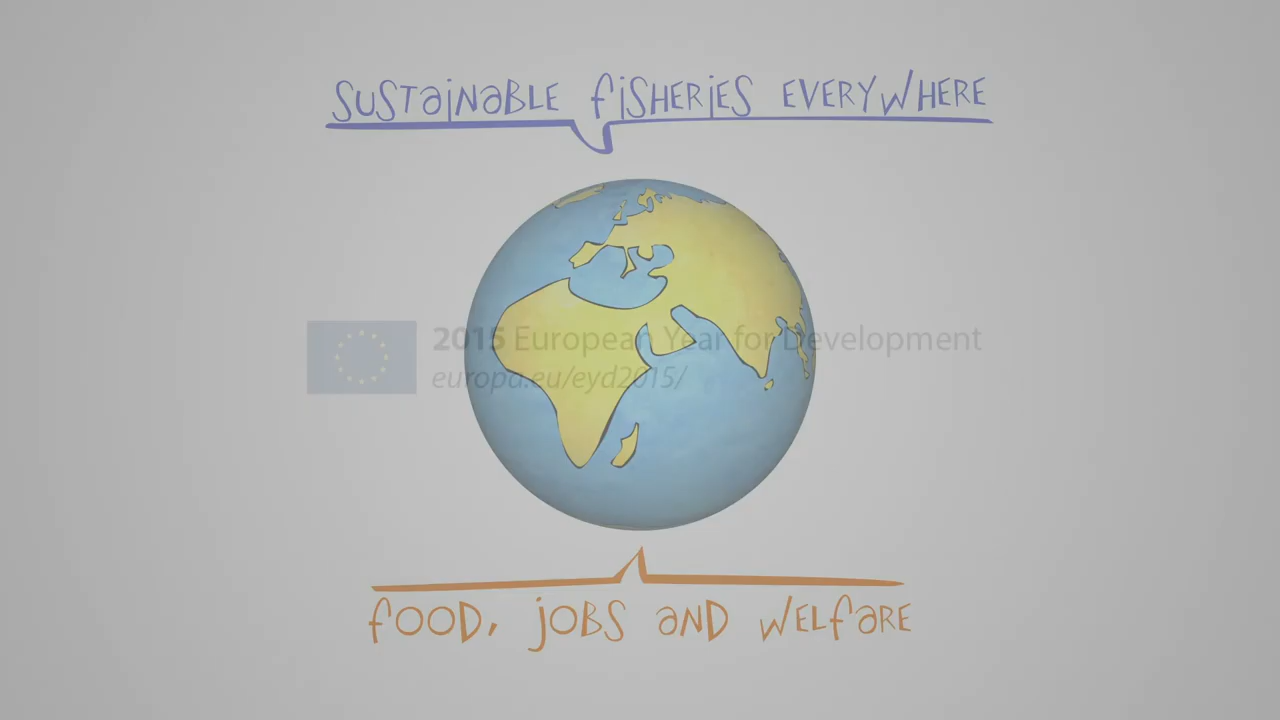 SUSTAINABLE FISHERIES EVERYWHERE
2015 European Year for Development
europa.eu/eyd2015/
FOOD, JOBS AND WELFARE